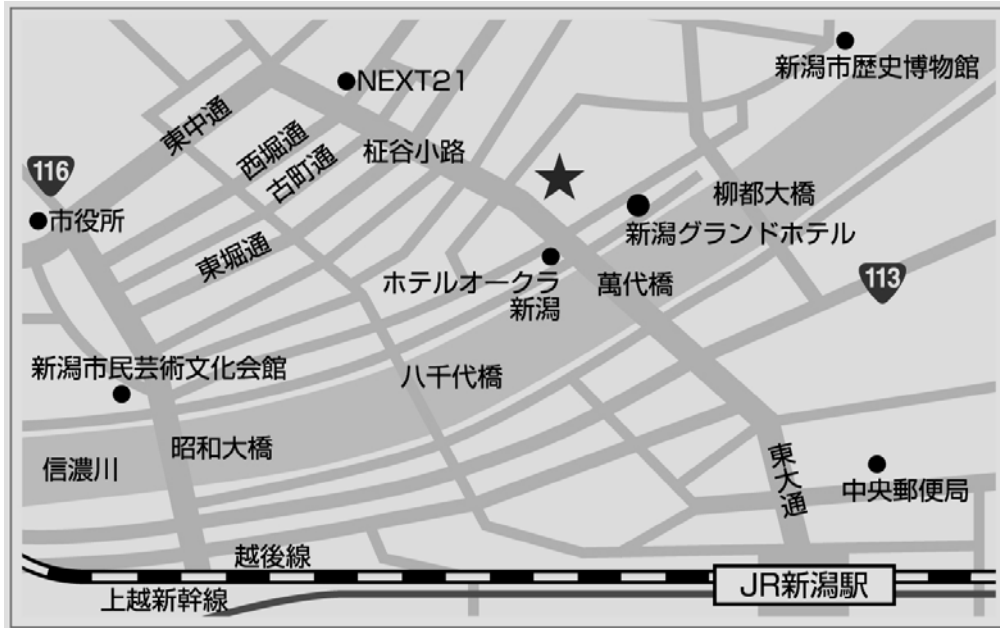 新潟市歴史博物館
NEXT21
東中通
西堀通
古町通
柾谷小路
116
市役所
東堀通
柳都大橋
新潟グランドホテル
ホテルオークラ
新潟
萬代橋
113
新潟市民芸術文化会館
八千代橋
昭和大橋
信濃川
東大通
中央郵便局
越後線
上越新幹線
JR新潟駅